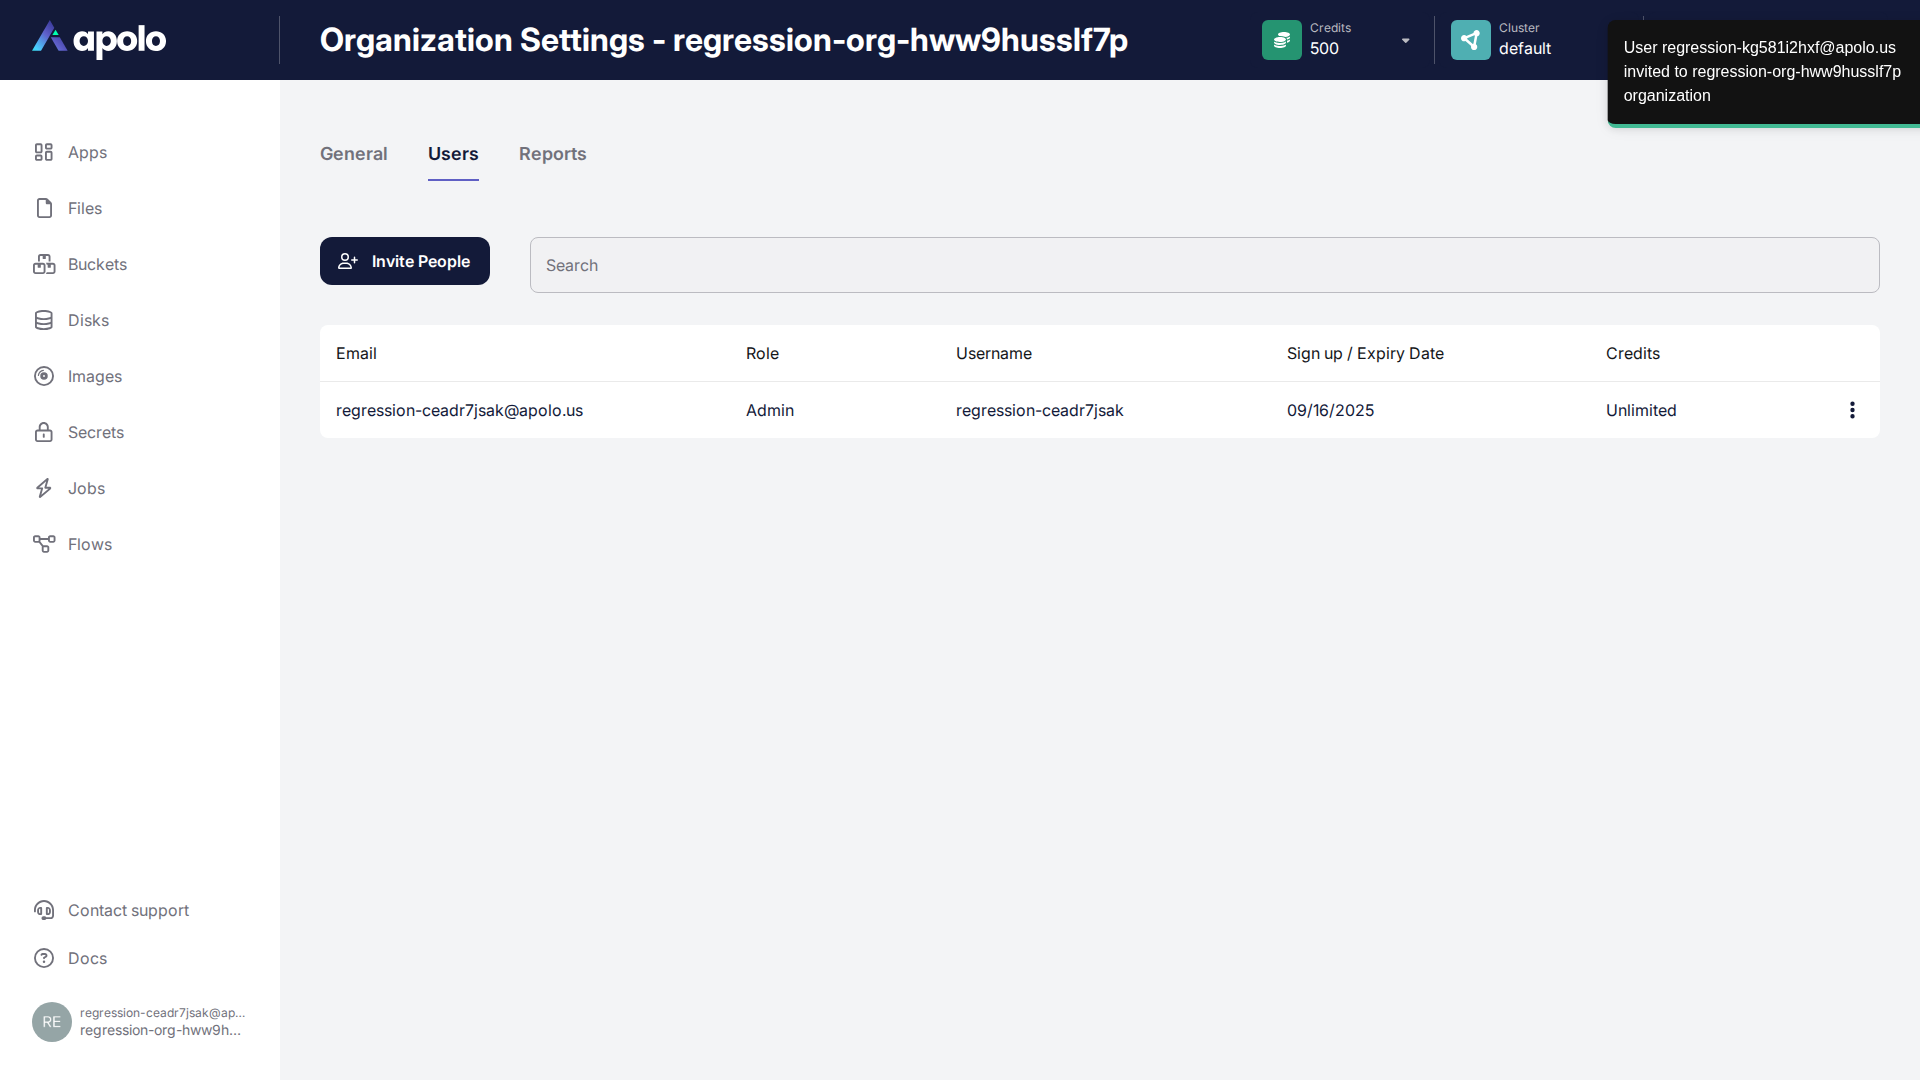 apolo
Organization Settings - regression-org-hww9husslf7p
Credits
500
Cluster
default
User regression-kg581i2hxf@apolo.us
invited to regression-org-hww9husslf7p
organization
Apps
Files
Buckets
Disks
Images
Secrets
Jobs
Flows
General Users Reports
Invite People
Search
Email Role Username Sign up / Expiry Date Credits
regression-ceadr7jsak@apolo.us Admin regression-ceadr7jsak 09/16/2025 Unlimited
Contact support
Docs
RE
regression-ceadr7jsak@ap...
regression-org-hww9h...